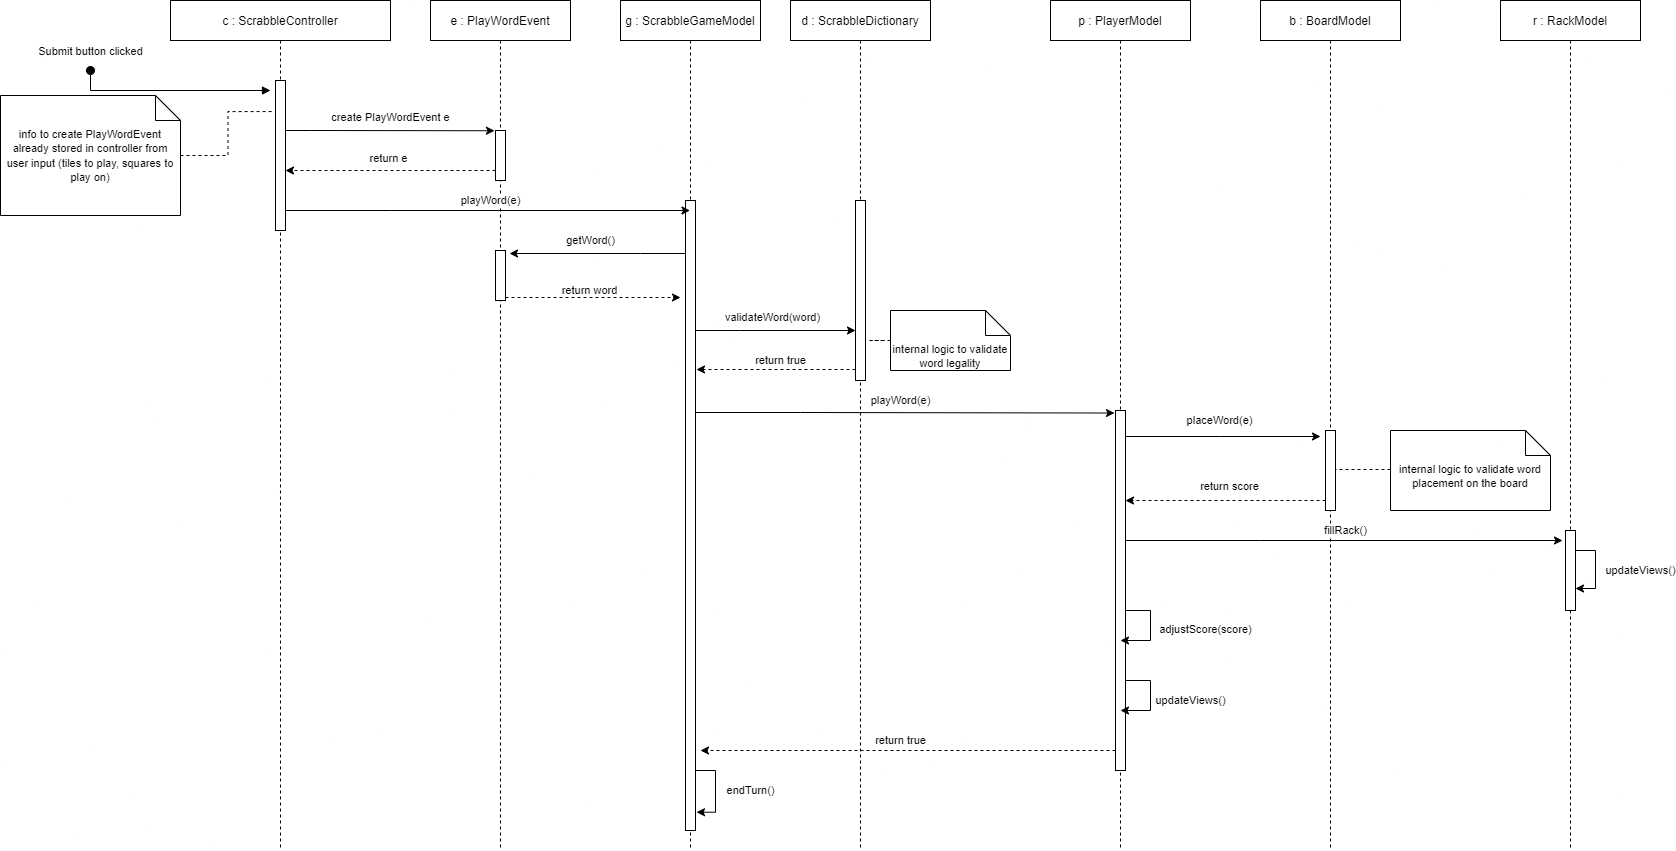 c : ScrabbleController
e : PlayWordEvent
g : ScrabbleGameModel
d : ScrabbleDictionary
p : PlayerModel
b : BoardModel
r : RackModel
Submit button clicked
info to create PlayWordEvent
already stored in controller from
user input (tiles to play, squares to
play on)
create PlayWordEvent e
return e
playWord(e)
getWord()
return word
validateWord(word)
internal logic to validate
word legality
return true
playWord(e)
placeWord(e)
internal logic to validate word
placement on the board
return score
fillRack()
updateViews()
adjustScore(score)
updateViews()
return true
endTurn()